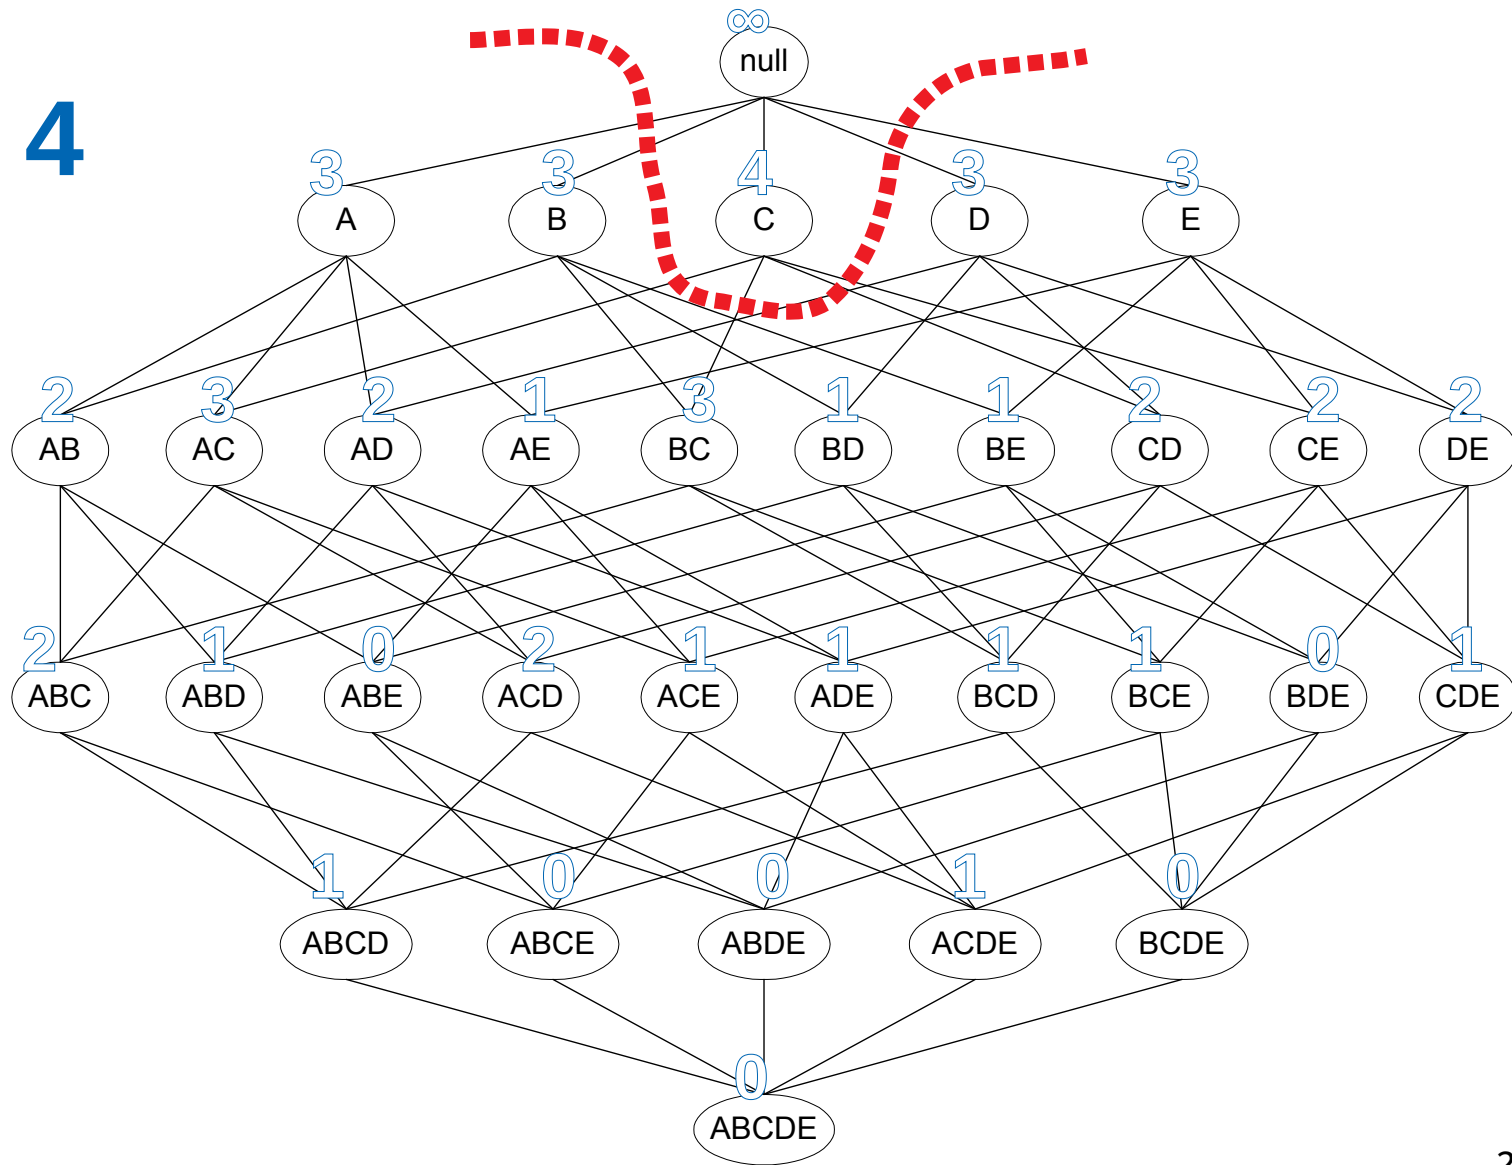 ∞
null
4
3 3 4 3 3
A B C D E
2 3 2 1 3 1 1 2 2 2
AB AC AD AE BC BD BE CD CE DE
2 1 0 2 1 1 1 1 0 1
ABC ABD ABE ACD ACE ADE BCD BCE BDE CDE
1 0 0 1 0
ABCD ABCE ABDE ACDE BCDE
0
ABCDE